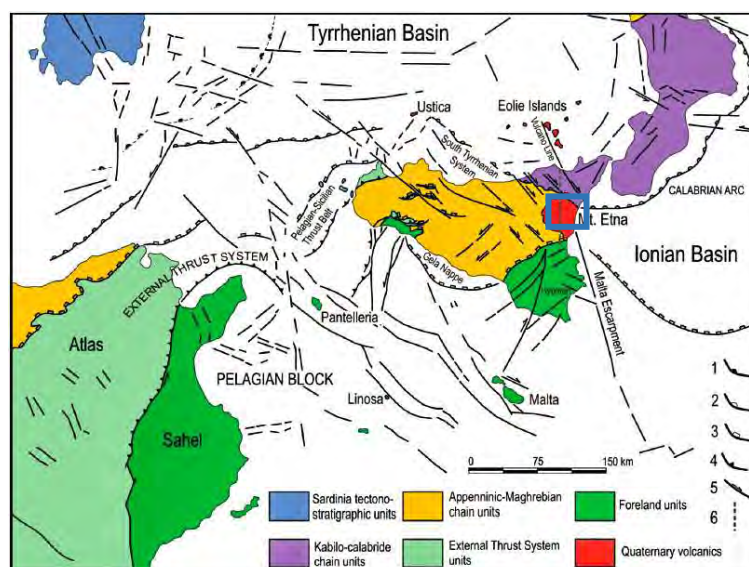 Tyrrhenian Basin
Ustica
Eolie Islands
Vulcano Line
South Tyrrhenian
System
CALABRIAN ARC
Pelagian-Sicilian
Thrust Belt
Mt. Etna
Ionian Basin
EXTERNAL THRUST SYSTEM
Gela Nappe
Malta Escarpment
Atlas
Pantelleria
PELAGIAN BLOCK
Linosa
Malta
Sahel
1
2
3
4
5
6
0 75 150 km
Sardinia tectono-
stratigraphic units
Appenninic-Maghrebian
chain units
Foreland units
Kabilo-calabride
chain units
External Thrust System
units
Quaternary volcanics